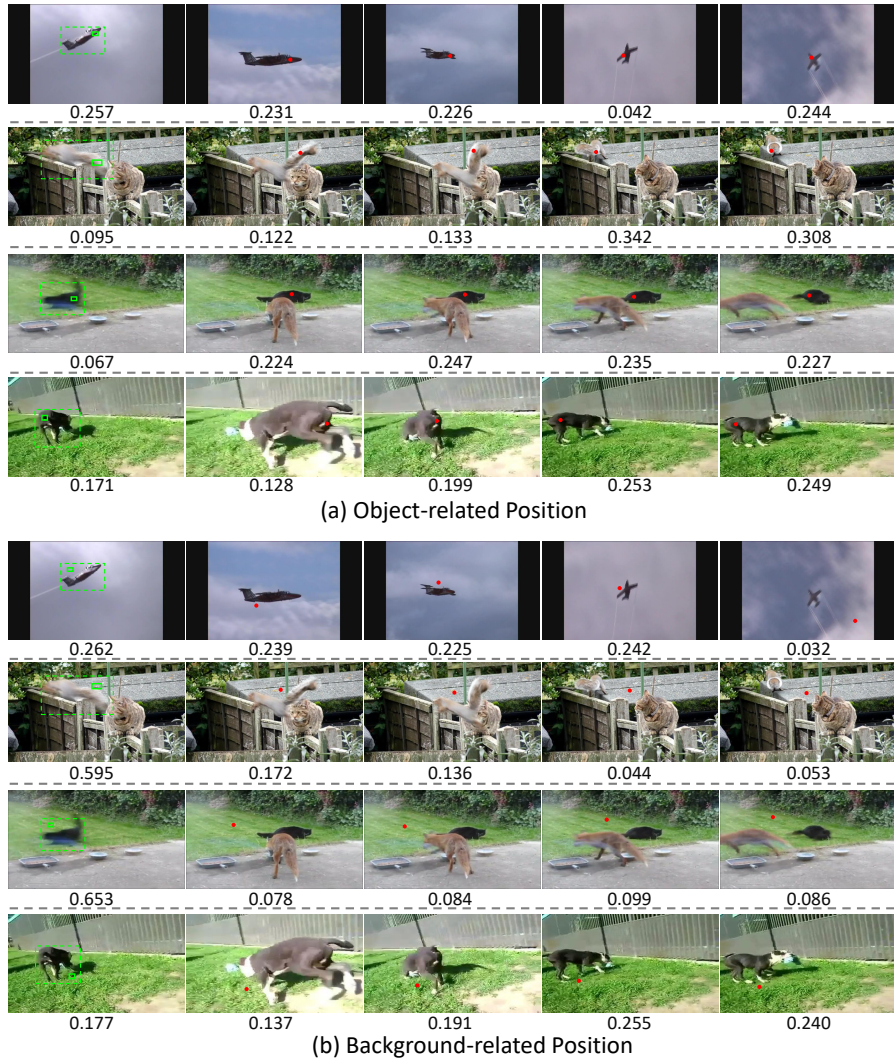 0.257 0.231 0.226 0.042 0.244
0.095 0.122 0.133 0.342 0.308
0.067 0.224 0.247 0.235 0.227
0.171 0.128 0.199 0.253 0.249
(a) Object-related Position
0.262 0.239 0.225 0.242 0.032
0.595 0.172 0.136 0.044 0.053
0.653 0.078 0.084 0.099 0.086
0.177 0.137 0.191 0.255 0.240
(b) Background-related Position